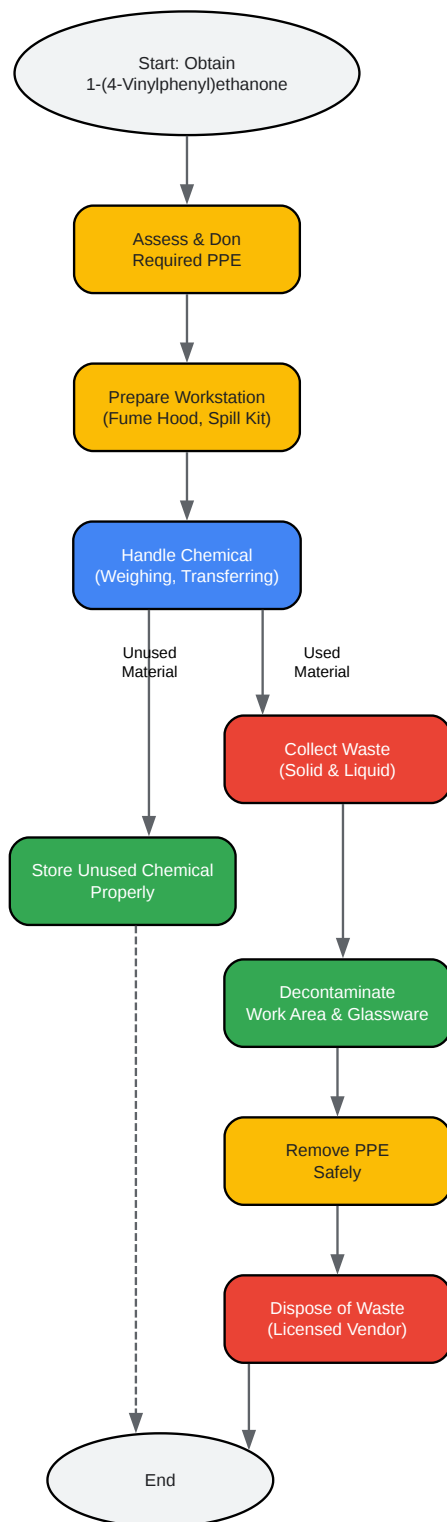 Start: Obtain
1-(4-Vinylphenyl)ethanone
Assess & Don
Required PPE
Prepare Workstation
(Fume Hood, Spill Kit)
Handle Chemical
(Weighing, Transferring)
Unused
Material
Used
Material
Collect Waste
(Solid & Liquid)
Store Unused Chemical
Properly
Decontaminate
Work Area & Glassware
Remove PPE
Safely
Dispose of Waste
(Licensed Vendor)
End